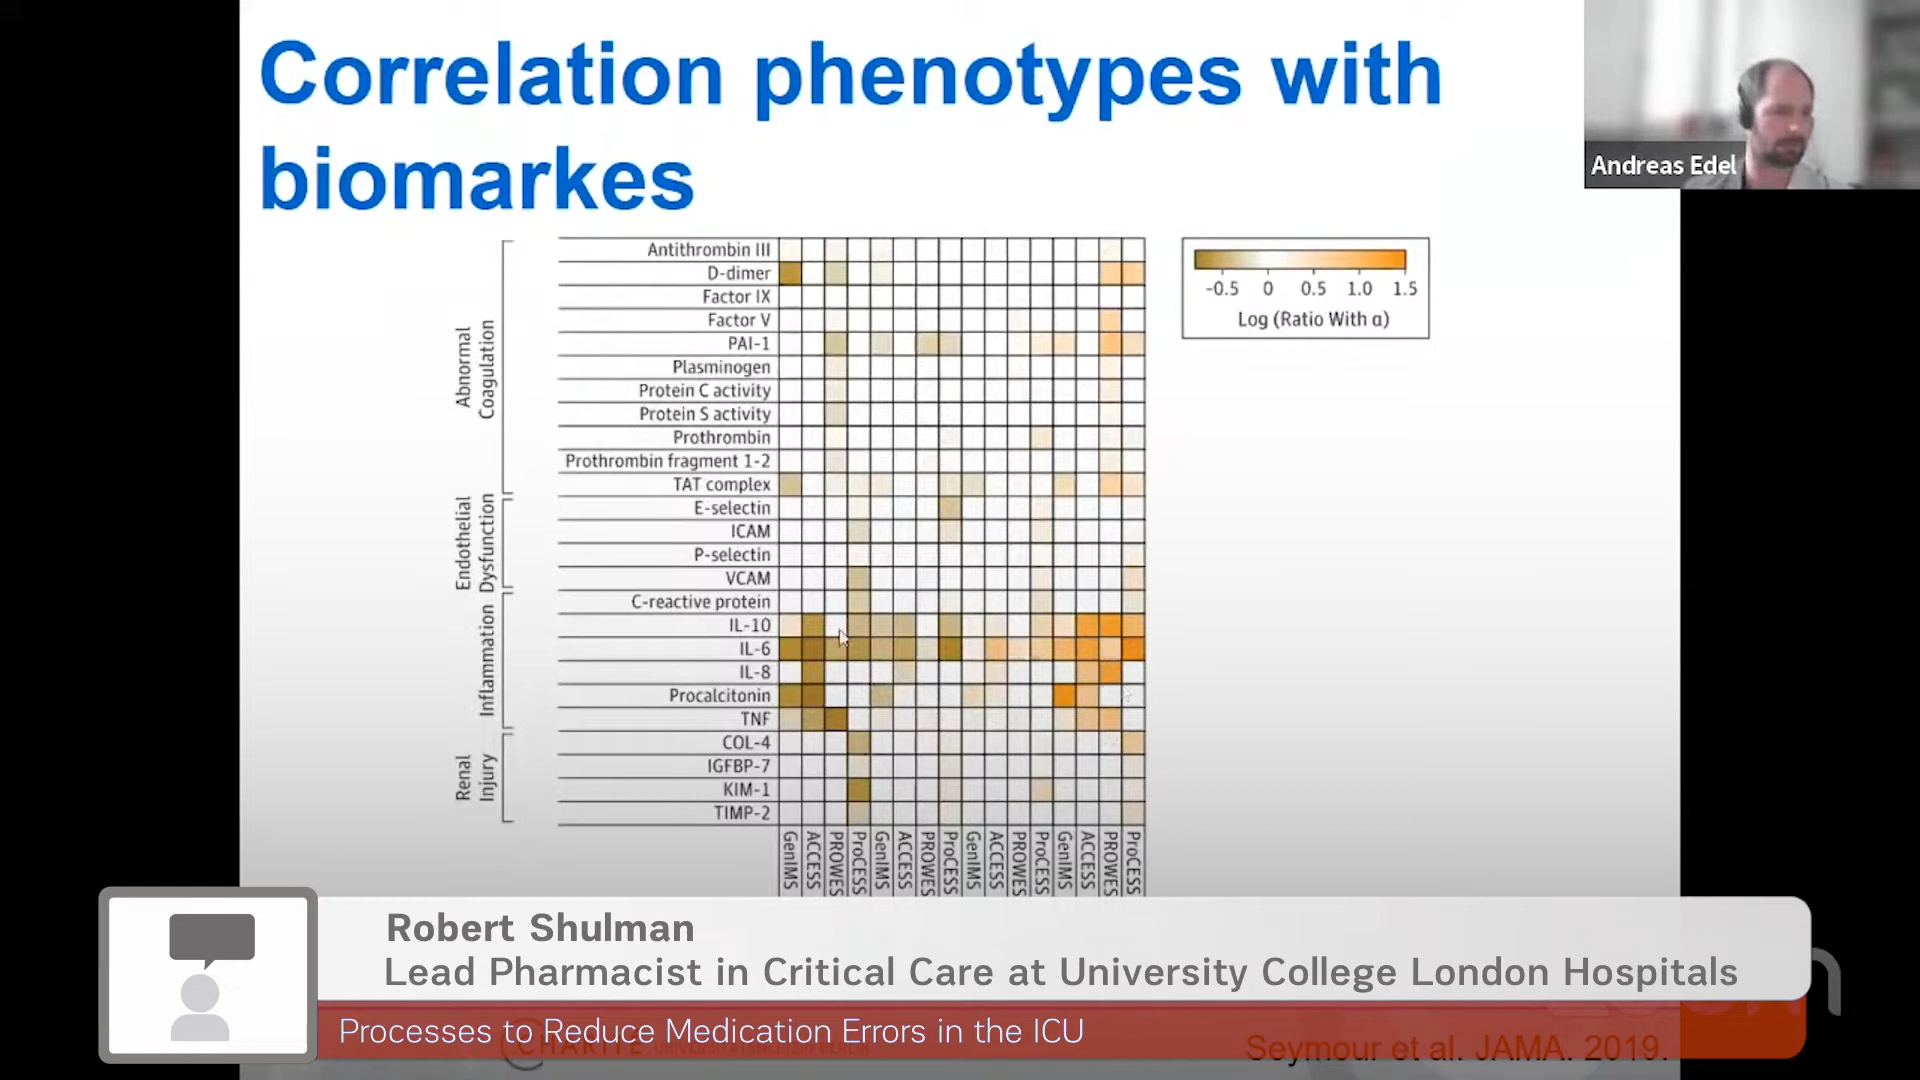 Correlation phenotypes with
biomarkes
Andreas Edel
Abnormal
Coagulation
Endothelial
Dysfunction
Inflammation
Renal
Injury
Antithrombin III
D-dimer
Factor IX
Factor V
PAI-1
Plasminogen
Protein C activity
Protein S activity
Prothrombin
Prothrombin fragment 1-2
TAT complex
E-selectin
ICAM
P-selectin
VCAM
C-reactive protein
IL-10
IL-6
IL-8
Procalcitonin
TNF
COL-4
IGFBP-7
KIM-1
TIMP-2
GenIMS ACCESS PROWES ProCESS GenIMS ACCESS PROWES ProCESS GenIMS ACCESS PROWES ProCESS GenIMS ACCESS PROWES ProCESS
-0.5 0 0.5 1.0 1.5
Log (Ratio With α)
Robert Shulman
Lead Pharmacist in Critical Care at University College London Hospitals
Processes to Reduce Medication Errors in the ICU
CHARITÉ
Seymour et al. JAMA. 2019.